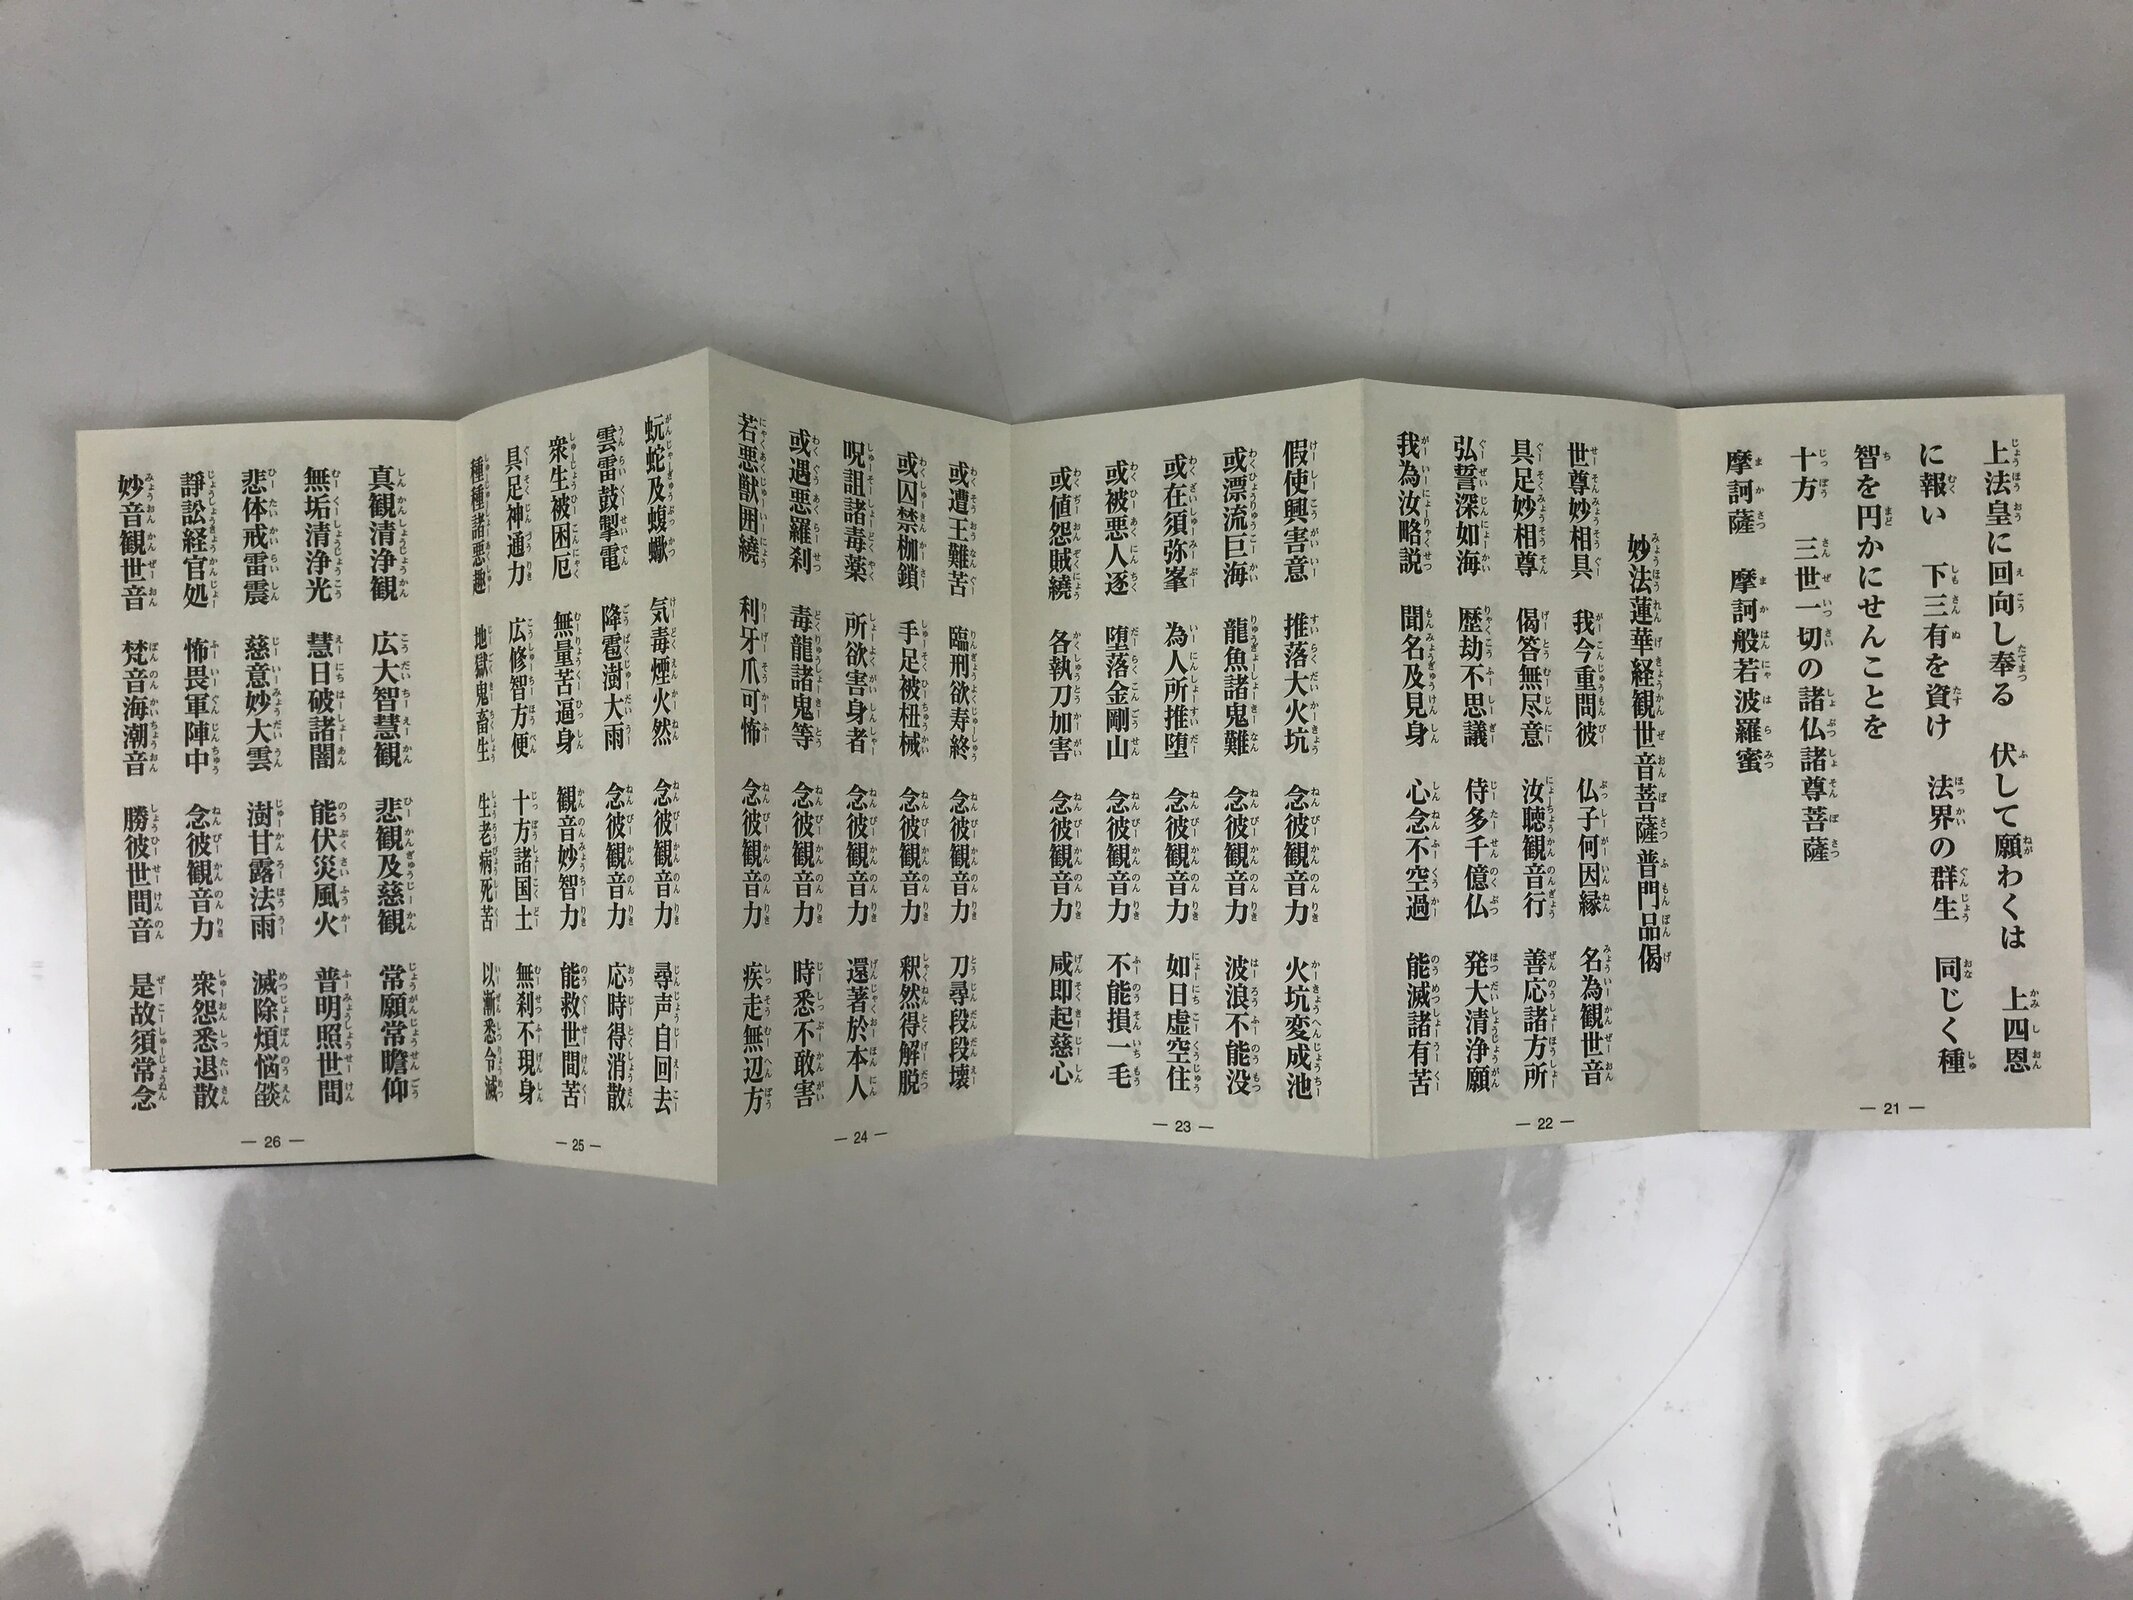 上法皇に回向し奉る　伏して願わくは　上四恩
に報い　下三有を資け　法界の群生　同じく種
智を円かにせんことを
十方　三世一切の諸仏諸尊菩薩
摩訶薩　摩訶般若波羅蜜
— 21 —
妙法蓮華経観世音菩薩普門品偈
世尊妙相具　我今重問彼　仏子何因縁　名為観世音
具足妙相尊　偈答無尽意　汝聴観音行　善応諸方所
弘誓深如海　歴劫不思議　侍多千億仏　発大清浄願
我為汝略説　聞名及見身　心念不空過　能滅諸有苦
— 22 —
假使興害意　推落大火坑　念彼観音力　火坑変成池
或漂流巨海　龍魚諸鬼難　念彼観音力　波浪不能没
或在須弥峯　為人所推堕　念彼観音力　如日虚空住
或被悪人逐　堕落金剛山　念彼観音力　不能損一毛
或値怨賊繞　各執刀加害　念彼観音力　咸即起慈心
— 23 —
或遭王難苦　臨刑欲寿終　念彼観音力　刀尋段段壊
或囚禁枷鎖　手足被杻械　念彼観音力　釈然得解脱
呪詛諸毒薬　所欲害身者　念彼観音力　還著於本人
或遇悪羅刹　毒龍諸鬼等　念彼観音力　時悉不敢害
若悪獣囲繞　利牙爪可怖　念彼観音力　疾走無辺方
— 24 —
蚖蛇及蝮蠍　気毒煙火然　念彼観音力　尋声自回去
雲雷鼓掣電　降雹澍大雨　念彼観音力　応時得消散
衆生被困厄　無量苦逼身　観音妙智力　能救世間苦
具足神通力　広修智方便　十方諸国土　無刹不現身
種種諸悪趣　地獄鬼畜生　生老病死苦　以漸悉令滅
— 25 —
真観清浄観　広大智慧観　悲観及慈観　常願常瞻仰
無垢清浄光　慧日破諸闇　能伏災風火　普明照世間
悲体戒雷震　慈意妙大雲　澍甘露法雨　滅除煩悩燄
諍訟経官処　怖畏軍陣中　念彼観音力　衆怨悉退散
妙音観世音　梵音海潮音　勝彼世間音　是故須常念
— 26 —